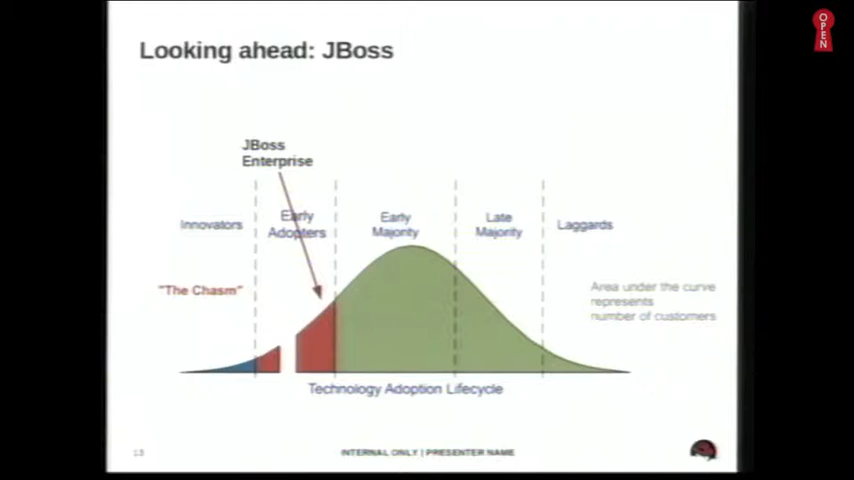 OPEN
Looking ahead: JBoss
JBoss
Enterprise
Innovators
Early
Adopters
Early
Majority
Late
Majority
Laggards
"The Chasm"
Area under the curve
represents
number of customers
Technology Adoption Lifecycle
13
INTERNAL ONLY | PRESENTER NAME